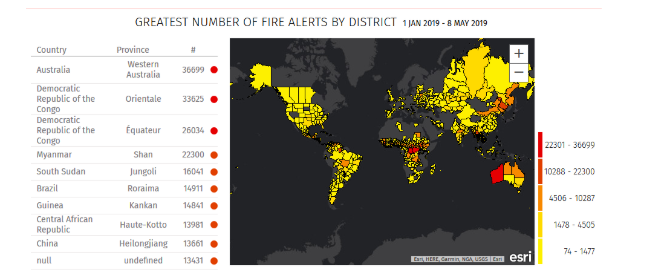 GREATEST NUMBER OF FIRE ALERTS BY DISTRICT 1 JAN 2019 - 8 MAY 2019
Country Province #
Australia Western Australia 36699
Democratic Republic of the Congo Orientale 33625
Democratic Republic of the Congo Équateur 26034
Myanmar Shan 22300
South Sudan Jungoli 16041
Brazil Roraima 14911
Guinea Kankan 14841
Central African Republic Haute-Kotto 13981
China Heilongjiang 13661
null undefined 13431
+
−
22301 - 36699
10288 - 22300
4506 - 10287
1478 - 4505
74 - 1477
Esri, HERE, Garmin, NGA, USGS | Esri
esri